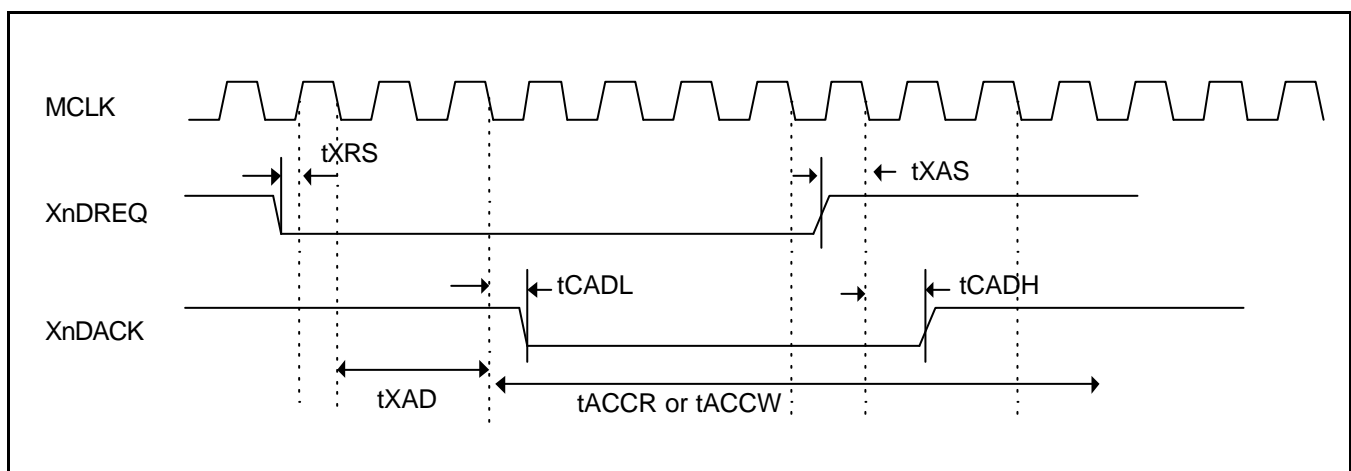 MCLK
tXRS
tXAS
XnDREQ
tCADL
tCADH
XnDACK
tXAD
tACCR or tACCW